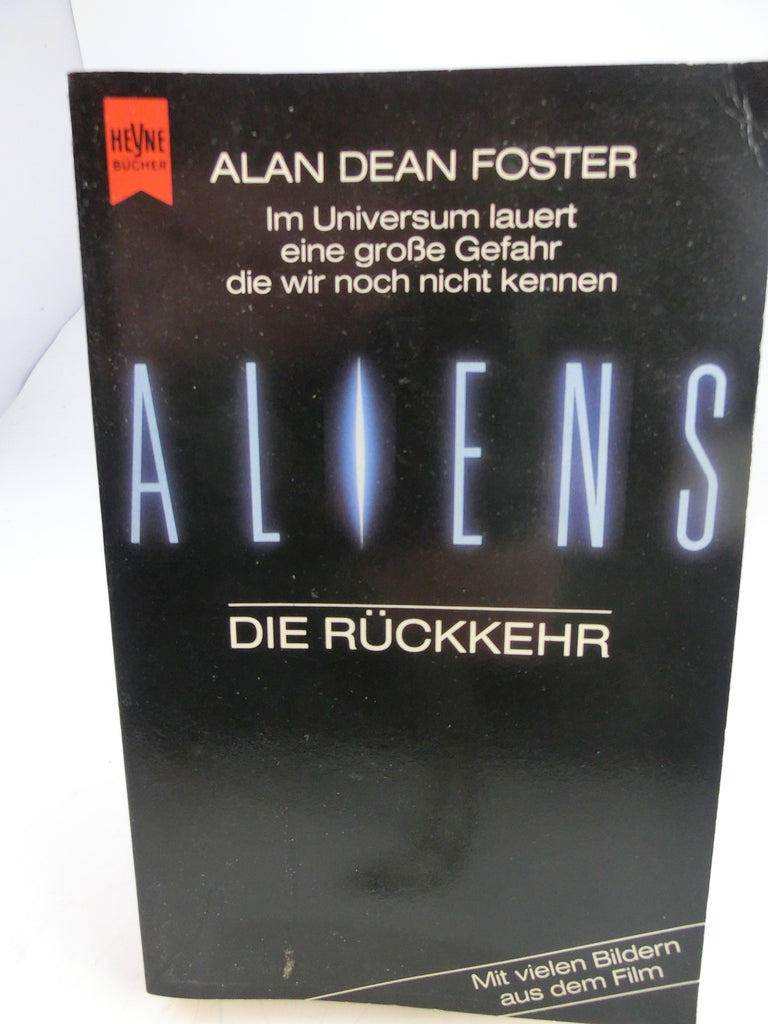 HEYNE
BÜCHER
ALAN DEAN FOSTER
Im Universum lauert
eine große Gefahr
die wir noch nicht kennen
ALIENS
DIE RÜCKKEHR
Mit vielen Bildern
aus dem Film